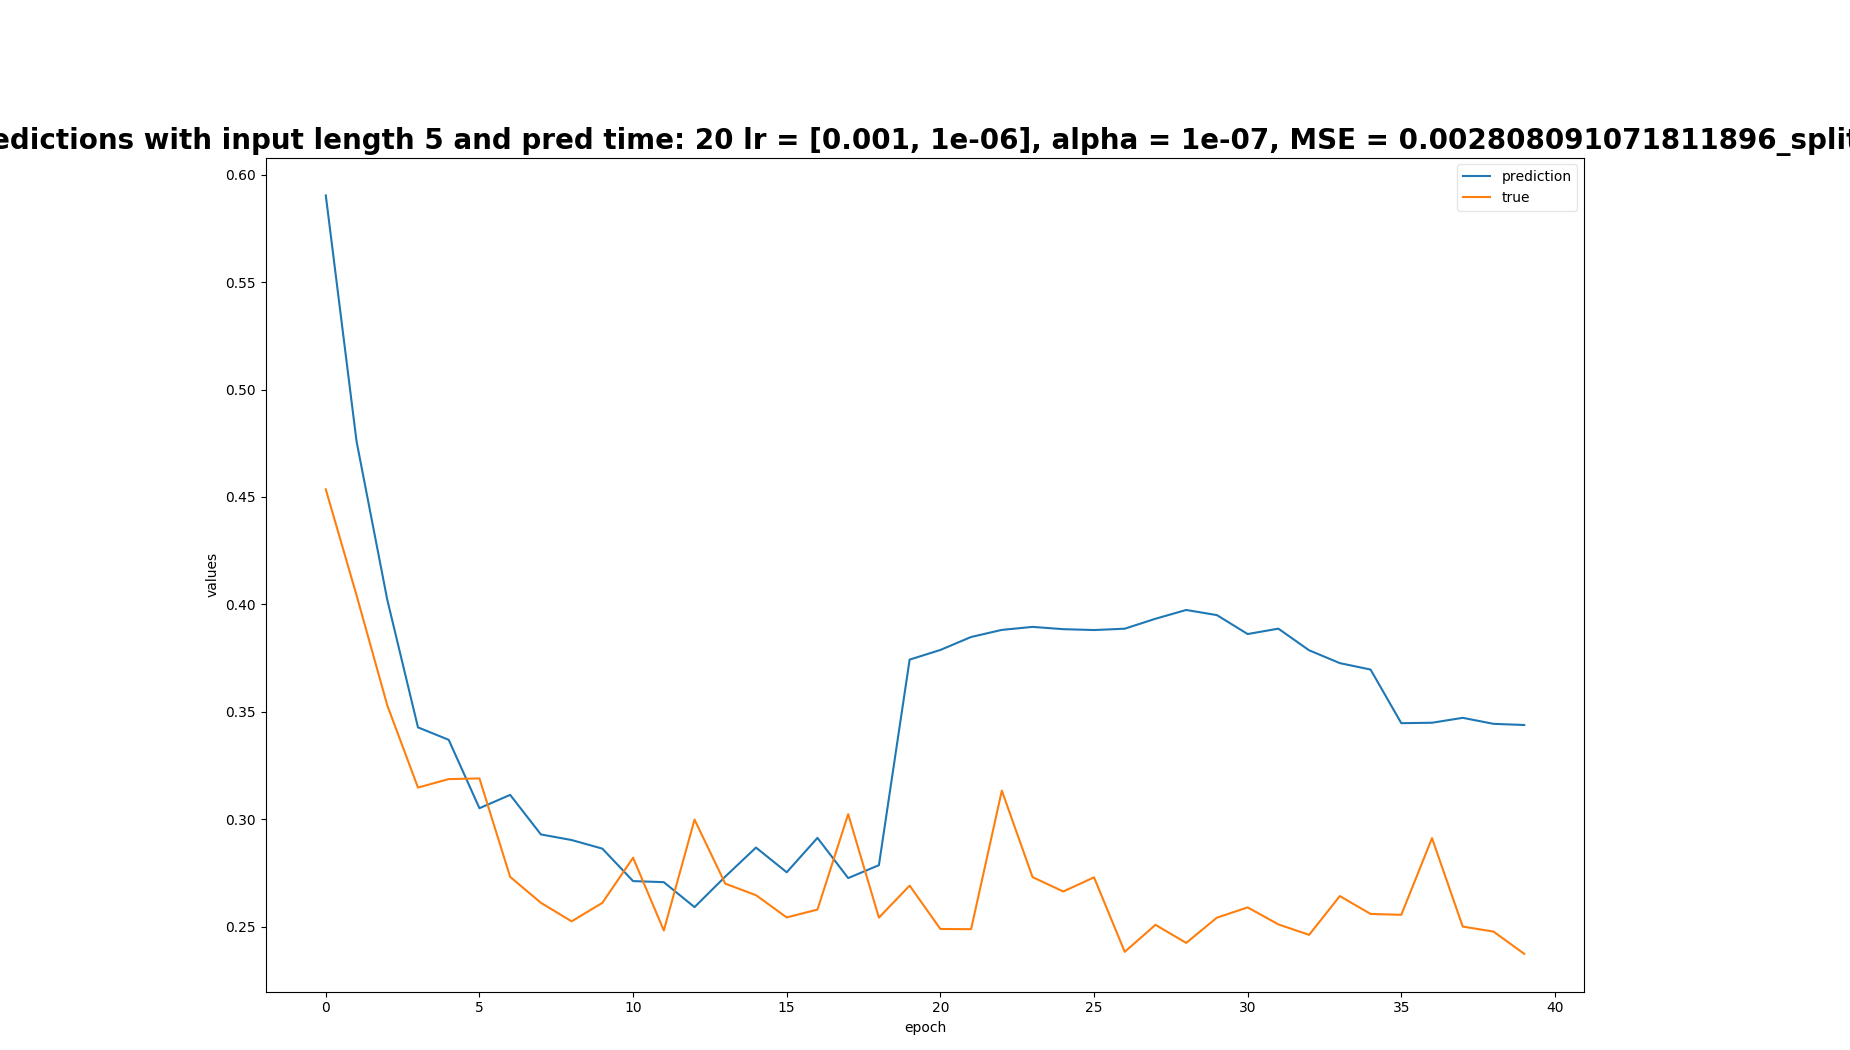 edictions with input length 5 and pred time: 20 lr = [0.001, 1e-06], alpha = 1e-07, MSE = 0.002808091071811896_split
prediction
true
0.60
0.55
0.50
0.45
0.40
0.35
0.30
0.25
values
0 5 10 15 20 25 30 35 40
epoch